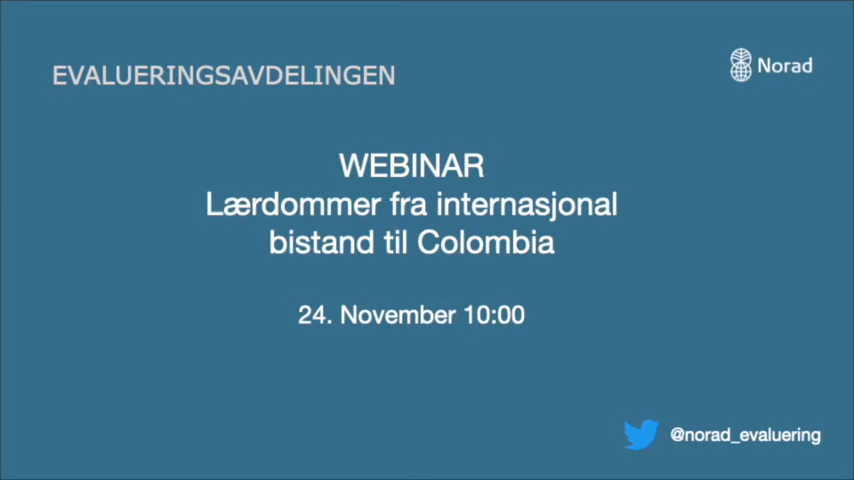 EVALUERINGSAVDELINGEN
Norad
WEBINAR
Lærdommer fra internasjonal
bistand til Colombia
24. November 10:00
@norad_evaluering